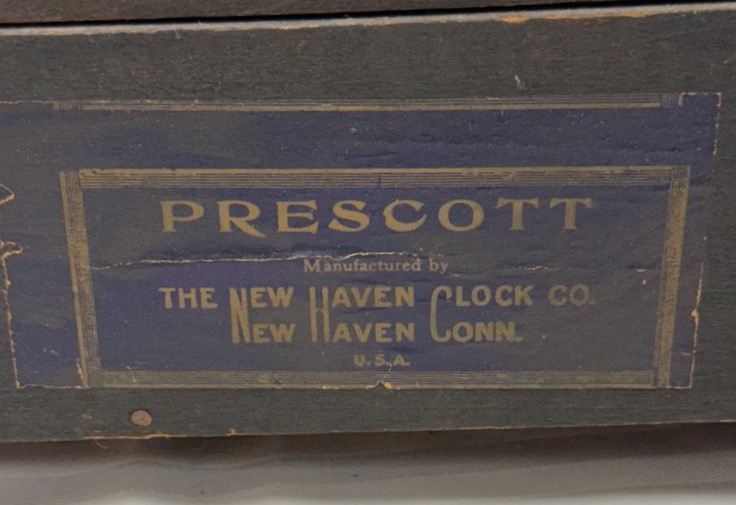 PRESCOTT
Manufactured by
THE NEW HAVEN CLOCK CO.
NEW HAVEN CONN.
U.S.A.